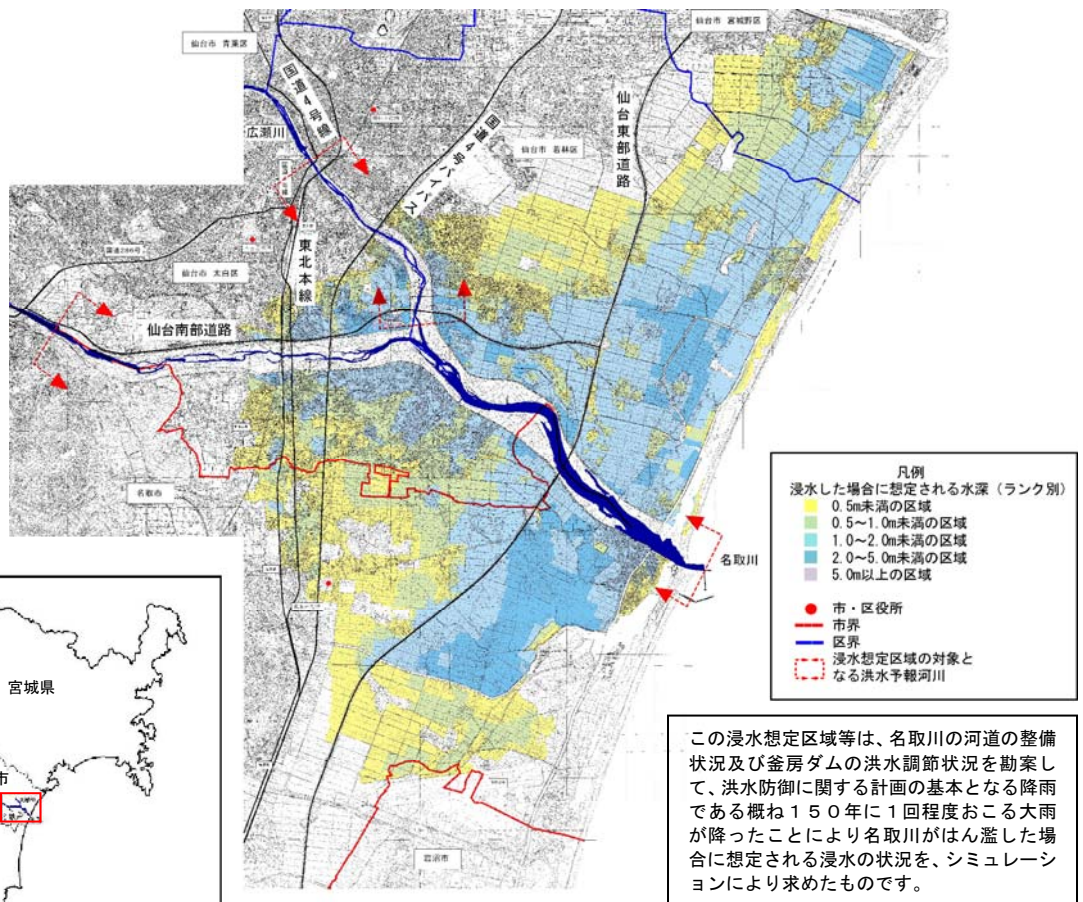 仙台市 青葉区
仙台市 宮城野区
国道4号線
広瀬川
国道4号バイパス
仙台東部道路
仙台市 若林区
国道286号
仙台市 太白区
東北本線
仙台南部道路
名取市
名取川
岩沼市
凡例
浸水した場合に想定される水深(ランク別)
0.5m未満の区域
0.5~1.0m未満の区域
1.0~2.0m未満の区域
2.0~5.0m未満の区域
5.0m以上の区域
市・区役所
市界
区界
浸水想定区域の対象と
なる洪水予報河川
宮城県
市
この浸水想定区域等は、名取川の河道の整備
状況及び釜房ダムの洪水調節状況を勘案し
て、洪水防御に関する計画の基本となる降雨
である概ね150年に1回程度おこる大雨
が降ったことにより名取川がはん濫した場
合に想定される浸水の状況を、シミュレーシ
ョンにより求めたものです。